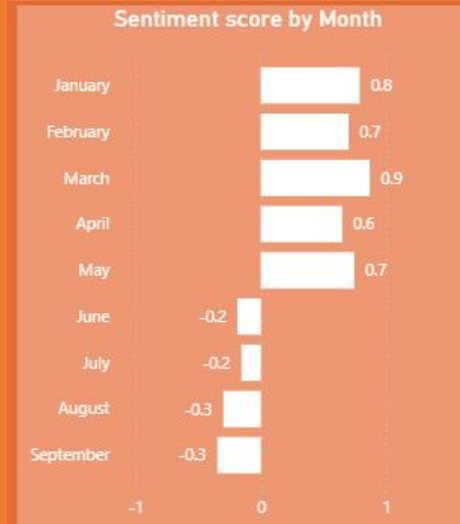 Sentiment score by Month
January 0.8
February 0.7
March 0.9
April 0.6
May 0.7
June -0.2
July -0.2
August -0.3
September -0.3
-1 0 1